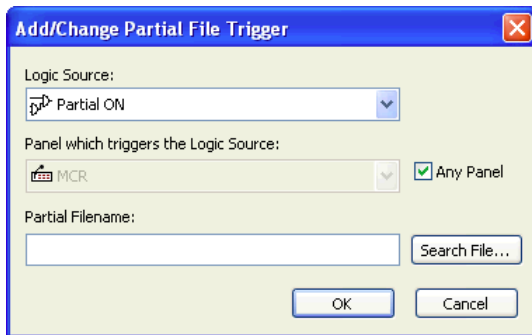 Add/Change Partial File Trigger
Logic Source:
Partial ON
Panel which triggers the Logic Source:
MCR
Any Panel
Partial Filename:
Search File...
OK
Cancel